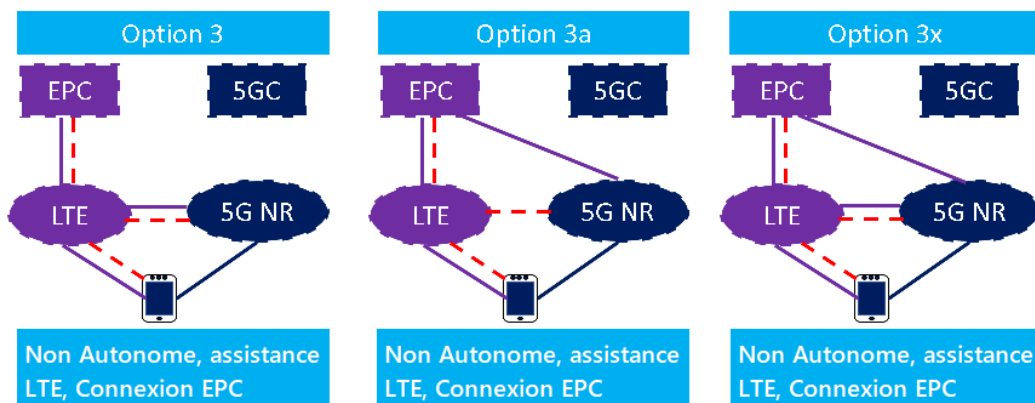 Option 3
EPC
5GC
LTE
5G NR
Non Autonome, assistance
LTE, Connexion EPC
Option 3a
EPC
5GC
LTE
5G NR
Non Autonome, assistance
LTE, Connexion EPC
Option 3x
EPC
5GC
LTE
5G NR
Non Autonome, assistance
LTE, Connexion EPC